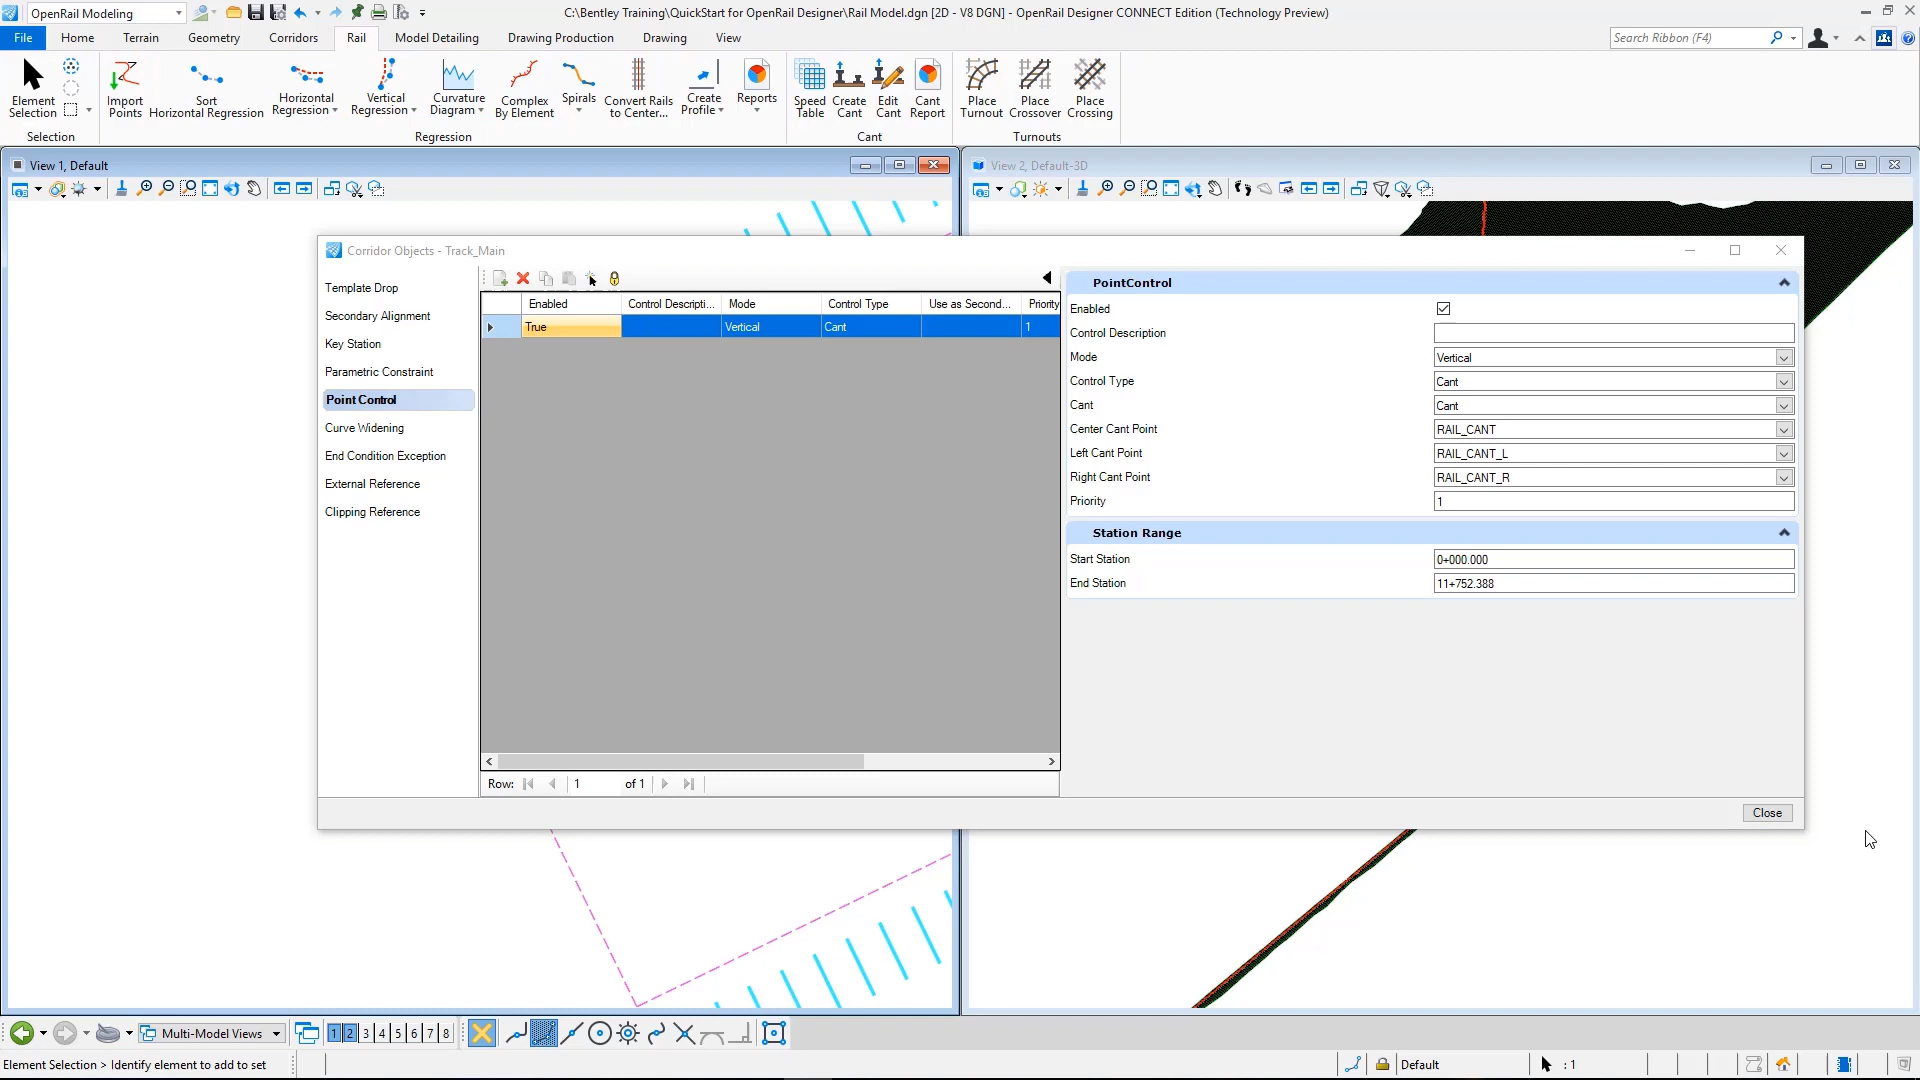 OpenRail Modeling
C:\Bentley Training\QuickStart for OpenRail Designer\Rail Model.dgn [2D - V8 DGN] - OpenRail Designer CONNECT Edition (Technology Preview)
File Home Terrain Geometry Corridors Rail Model Detailing Drawing Production Drawing View
Search Ribbon (F4)
Element Selection
Import Points
Sort Horizontal Regression
Horizontal Regression
Vertical Regression
Curvature Diagram
Complex By Element
Spirals
Convert Rails to Center...
Create Profile
Reports
Speed Table
Create Cant
Edit Cant
Cant Report
Place Turnout
Place Crossover
Place Crossing
Selection Regression Cant Turnouts
View 1, Default
View 2, Default-3D
Corridor Objects - Track_Main
Template Drop
Secondary Alignment
Key Station
Parametric Constraint
Point Control
Curve Widening
End Condition Exception
External Reference
Clipping Reference
Enabled Control Descripti... Mode Control Type Use as Second... Priority
True Vertical Cant 1
Row: 1 of 1
PointControl
Enabled
Control Description
Mode Vertical
Control Type Cant
Cant Cant
Center Cant Point RAIL_CANT
Left Cant Point RAIL_CANT_L
Right Cant Point RAIL_CANT_R
Priority 1
Station Range
Start Station 0+000.000
End Station 11+752.388
Close
Multi-Model Views 1 2 3 4 5 6 7 8
Element Selection > Identify element to add to set
Default
: 1